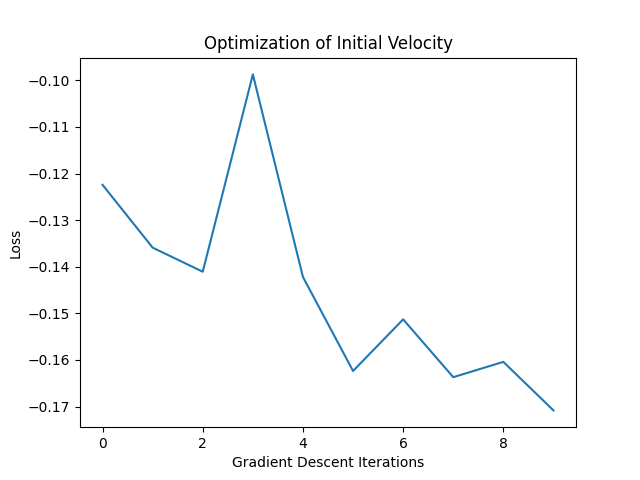 Optimization of Initial Velocity
−0.10
−0.11
−0.12
−0.13
−0.14
−0.15
−0.16
−0.17
Loss
0 2 4 6 8
Gradient Descent Iterations